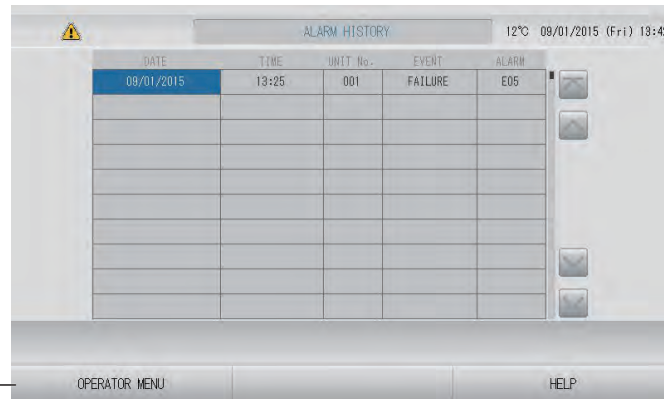 ALARM HISTORY 12°C 09/01/2015 (Fri) 13:42
DATE TIME UNIT No. EVENT ALARM
09/01/2015 13:25 001 FAILURE E05
OPERATOR MENU HELP